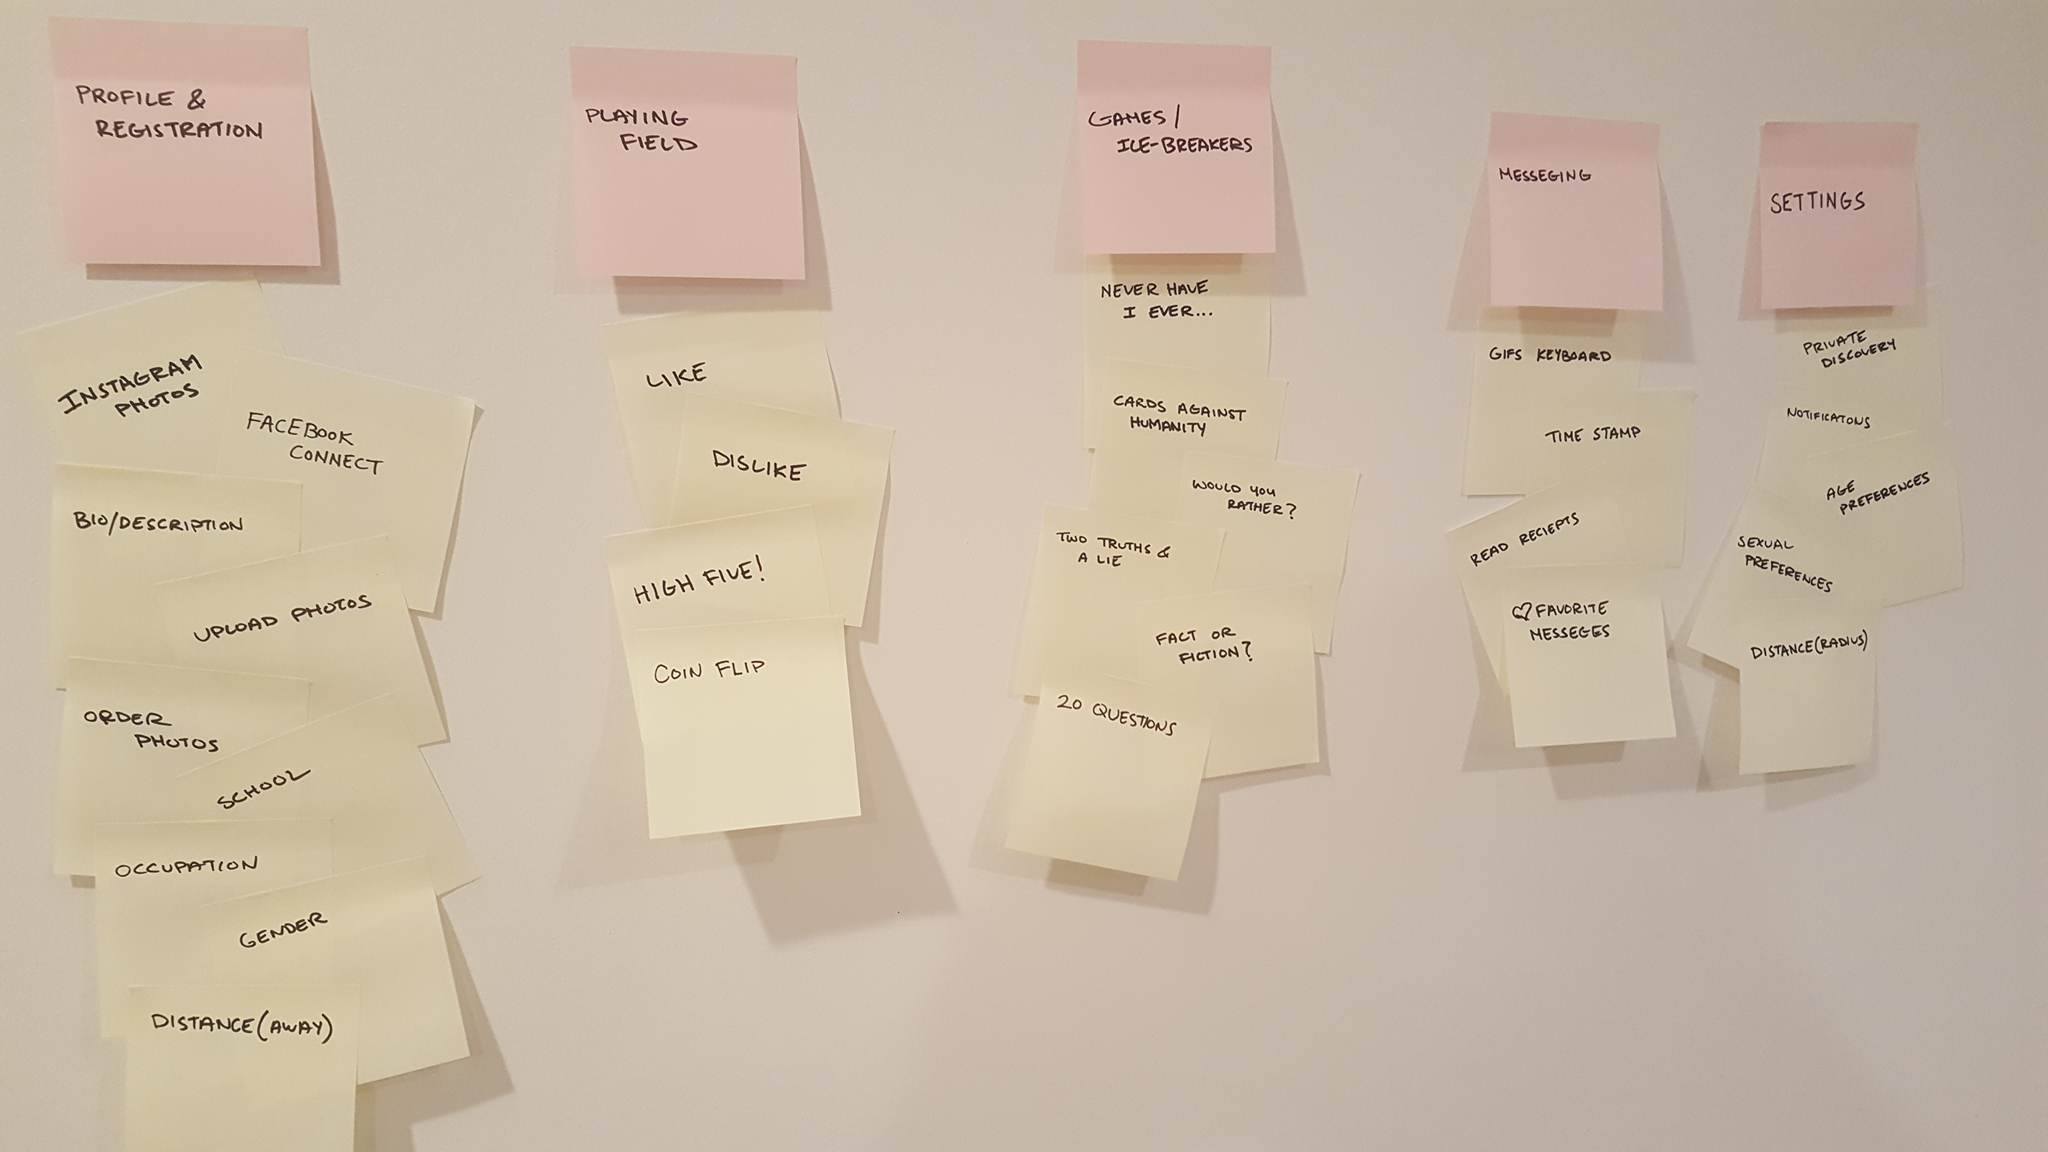 PROFILE &
REGISTRATION
INSTAGRAM
PHOTOS
FACEBOOK
CONNECT
BIO/DESCRIPTION
UPLOAD PHOTOS
ORDER
PHOTOS
SCHOOL
OCCUPATION
GENDER
DISTANCE(AWAY)
PLAYING
FIELD
LIKE
DISLIKE
HIGH FIVE!
COIN FLIP
GAMES/
ICE-BREAKERS
NEVER HAVE
I EVER...
CARDS AGAINST
HUMANITY
WOULD YOU
RATHER?
TWO TRUTHS &
A LIE
FACT OR
FICTION?
20 QUESTIONS
MESSEGING
GIFS KEYBOARD
TIME STAMP
READ RECIEPTS
♡ FAVORITE
MESSEGES
SETTINGS
PRIVATE
DISCOVERY
NOTIFICATONS
AGE
PREFERENCES
SEXUAL
PREFERENCES
DISTANCE(RADIUS)